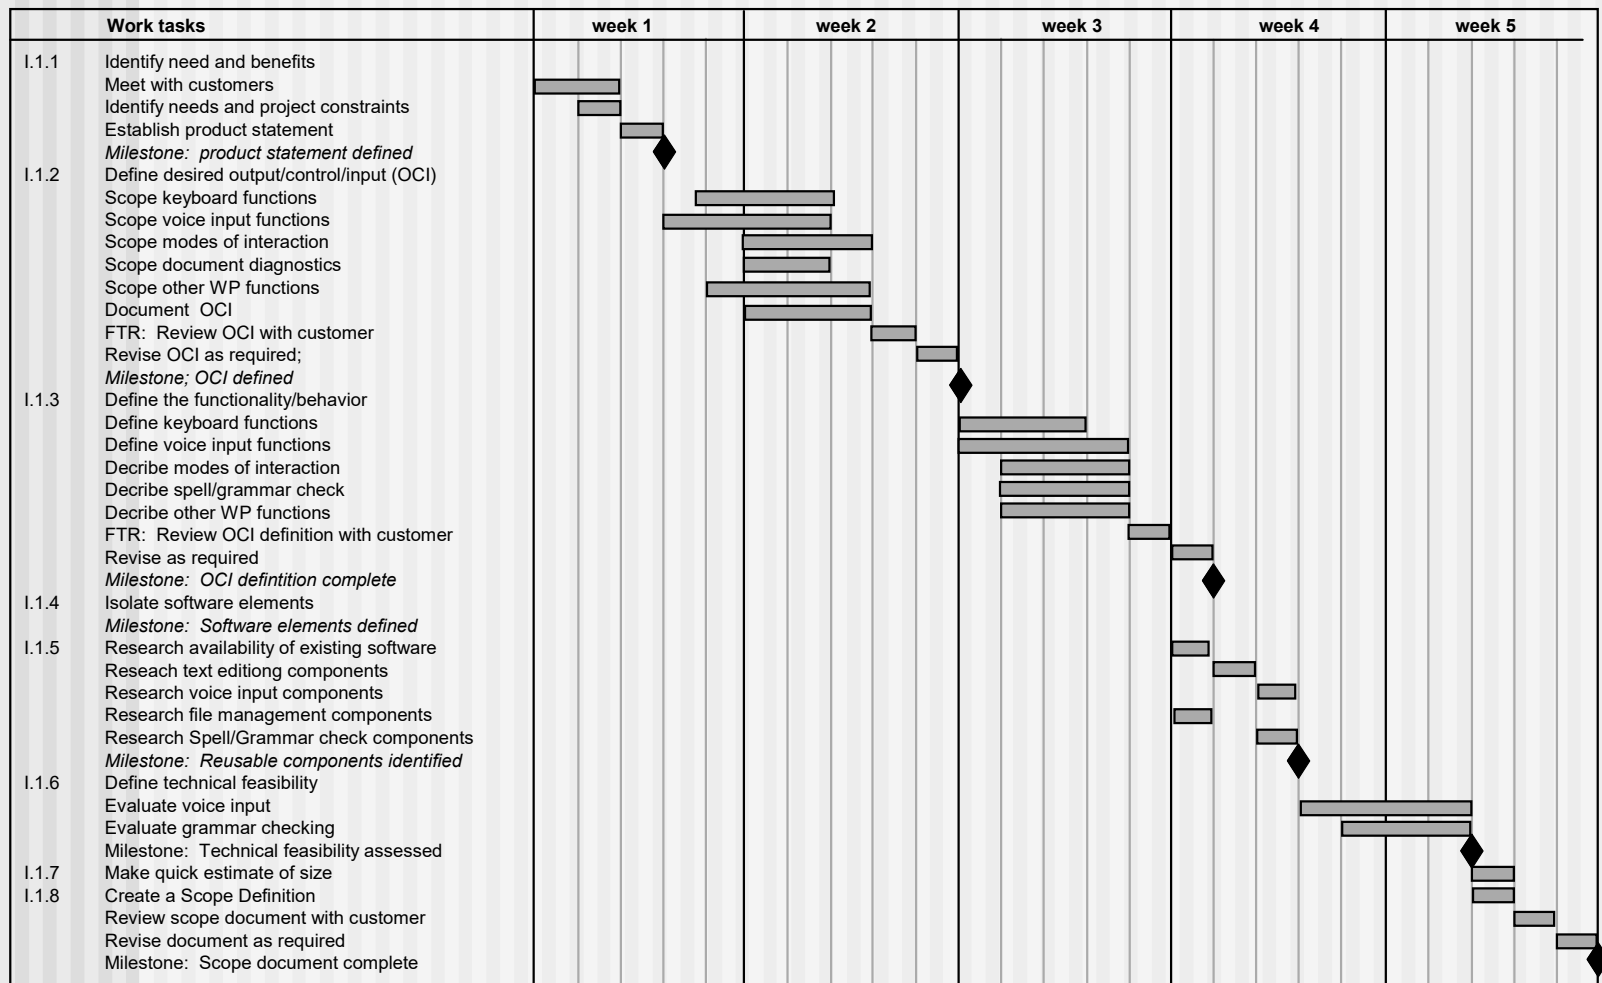 Work tasks week 1 week 2 week 3 week 4 week 5
I.1.1 Identify need and benefits
Meet with customers
Identify needs and project constraints
Establish product statement
Milestone: product statement defined
I.1.2 Define desired output/control/input (OCI)
Scope keyboard functions
Scope voice input functions
Scope modes of interaction
Scope document diagnostics
Scope other WP functions
Document OCI
FTR: Review OCI with customer
Revise OCI as required;
Milestone; OCI defined
I.1.3 Define the functionality/behavior
Define keyboard functions
Define voice input functions
Decribe modes of interaction
Decribe spell/grammar check
Decribe other WP functions
FTR: Review OCI definition with customer
Revise as required
Milestone: OCI defintition complete
I.1.4 Isolate software elements
Milestone: Software elements defined
I.1.5 Research availability of existing software
Reseach text editiong components
Research voice input components
Research file management components
Research Spell/Grammar check components
Milestone: Reusable components identified
I.1.6 Define technical feasibility
Evaluate voice input
Evaluate grammar checking
Milestone: Technical feasibility assessed
I.1.7 Make quick estimate of size
I.1.8 Create a Scope Definition
Review scope document with customer
Revise document as required
Milestone: Scope document complete